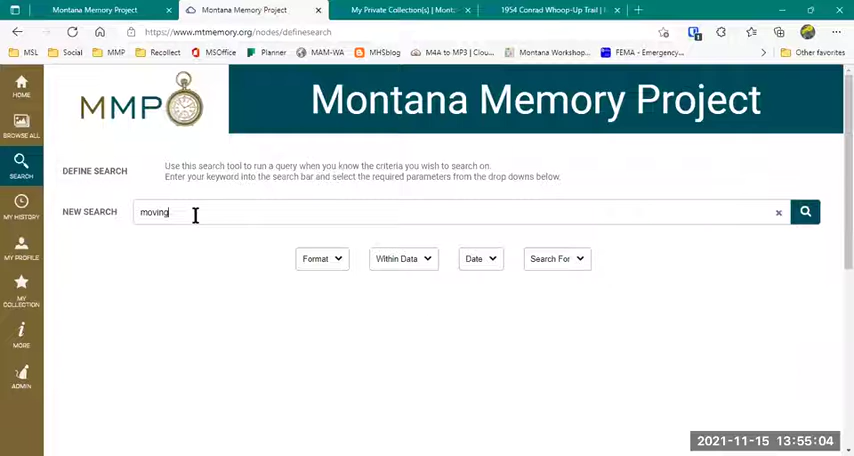 Montana Memory Project
Montana Memory Project
My Private Collection(s) | Mont
1954 Conrad Whoop-Up Trail |
https://www.mtmemory.org/nodes/definesearch
MSL
Social
MMP
Recollect
MSOffice
Planner
MAM-WA
MHSblog
M4A to MP3 | Clou...
Montana Workshop...
FEMA - Emergency...
Other favorites
HOME
BROWSE ALL
SEARCH
MY HISTORY
MY PROFILE
MY
COLLECTION
MORE
ADMIN
MMP
Montana Memory Project
DEFINE SEARCH
Use this search tool to run a query when you know the criteria you wish to search on.
Enter your keyword into the search bar and select the required parameters from the drop downs below.
NEW SEARCH
moving
Format
Within Data
Date
Search For
2021-11-15 13:55:04